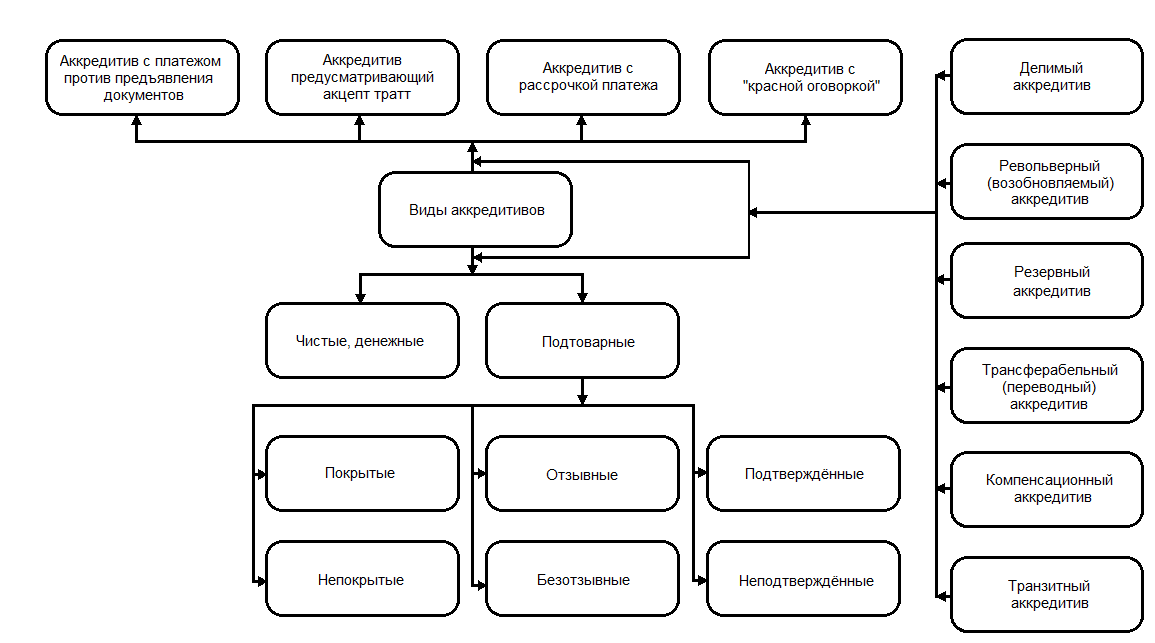 Аккредитив с платежом
против предъявления
документов
Аккредитив
предусматривающий
акцепт тратт
Аккредитив с
рассрочкой платежа
Аккредитив с
"красной оговоркой"
Делимый
аккредитив
Револьверный
(возобновляемый)
аккредитив
Виды аккредитивов
Резервный
аккредитив
Чистые, денежные
Подтоварные
Трансферабельный
(переводный)
аккредитив
Покрытые
Отзывные
Подтверждённые
Компенсационный
аккредитив
Непокрытые
Безотзывные
Неподтверждённые
Транзитный
аккредитив